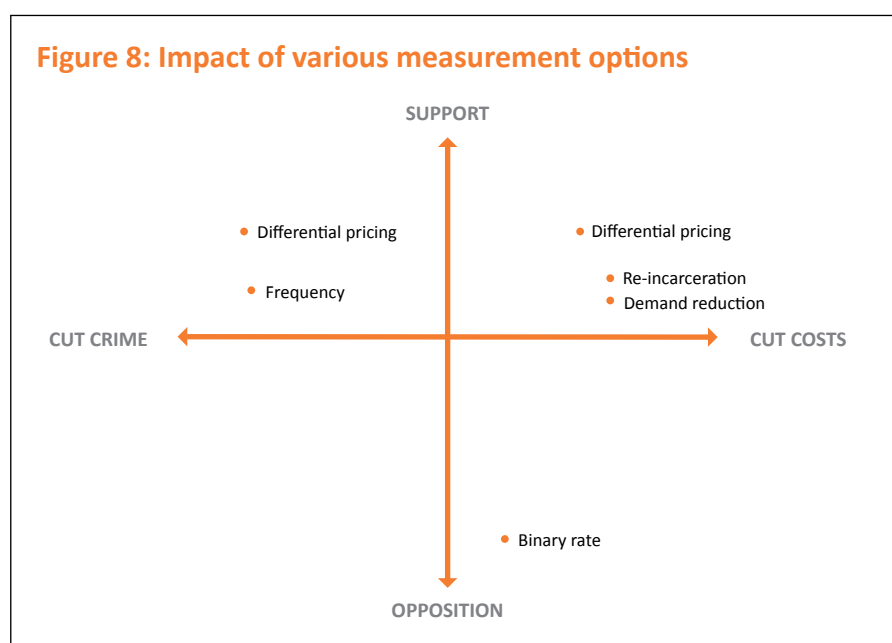 Figure 8: Impact of various measurement options
SUPPORT
Differential pricing
Differential pricing
Re-incarceration
Frequency
Demand reduction
CUT CRIME
CUT COSTS
Binary rate
OPPOSITION